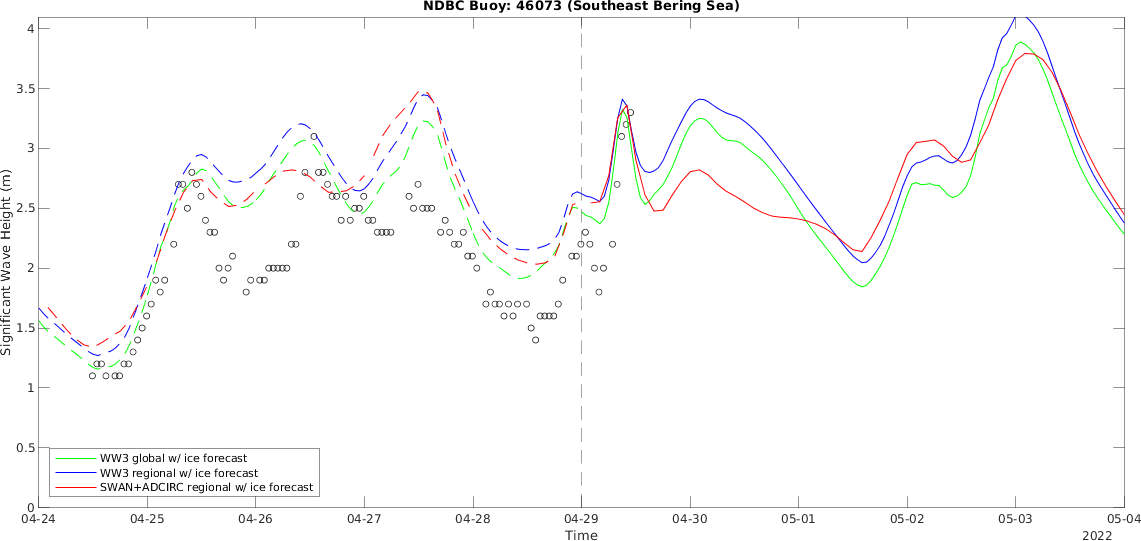 NDBC Buoy: 46073 (Southeast Bering Sea)
Significant Wave Height (m)
4
3.5
3
2.5
2
1.5
1
0.5
0
WW3 global w/ ice forecast
WW3 regional w/ ice forecast
SWAN+ADCIRC regional w/ ice forecast
04-24 04-25 04-26 04-27 04-28 04-29 04-30 05-01 05-02 05-03 05-04
Time 2022